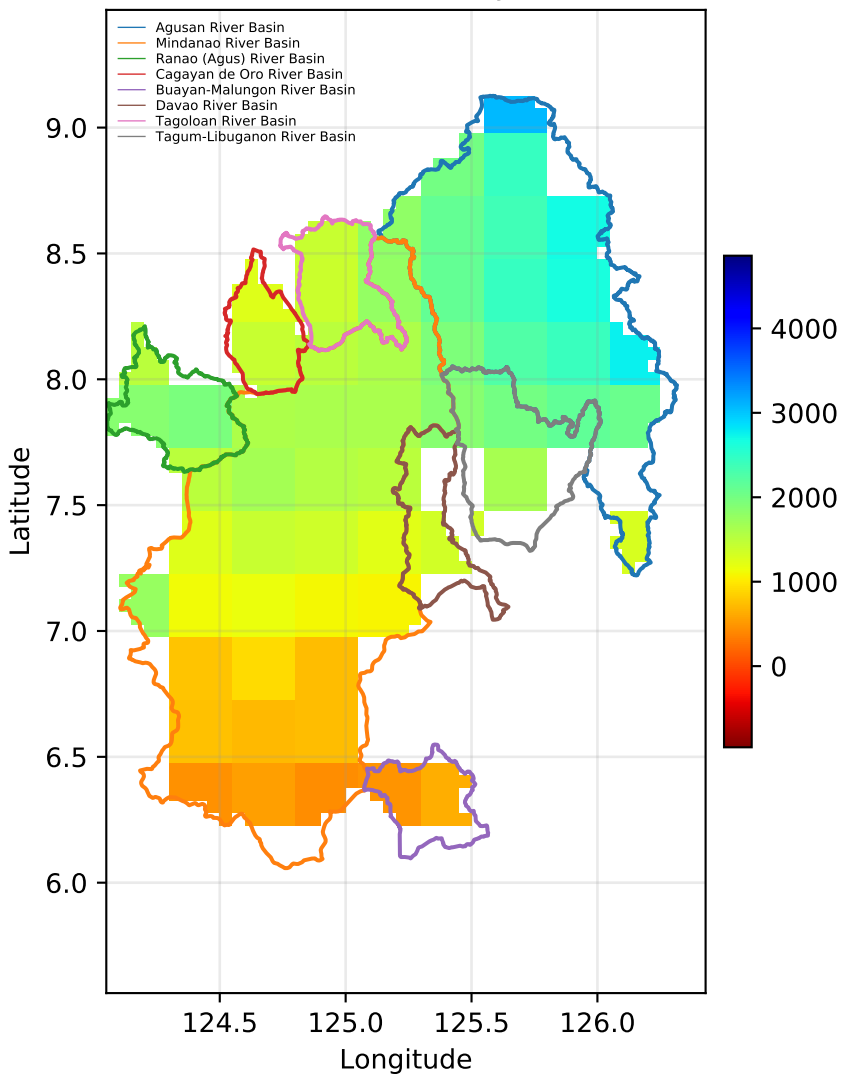 Agusan River Basin
Mindanao River Basin
Ranao (Agus) River Basin
Cagayan de Oro River Basin
Buayan-Malungon River Basin
Davao River Basin
Tagoloan River Basin
Tagum-Libuganon River Basin
9.0
8.5
8.0
7.5
7.0
6.5
6.0
Latitude
124.5 125.0 125.5 126.0
Longitude
4000
3000
2000
1000
0